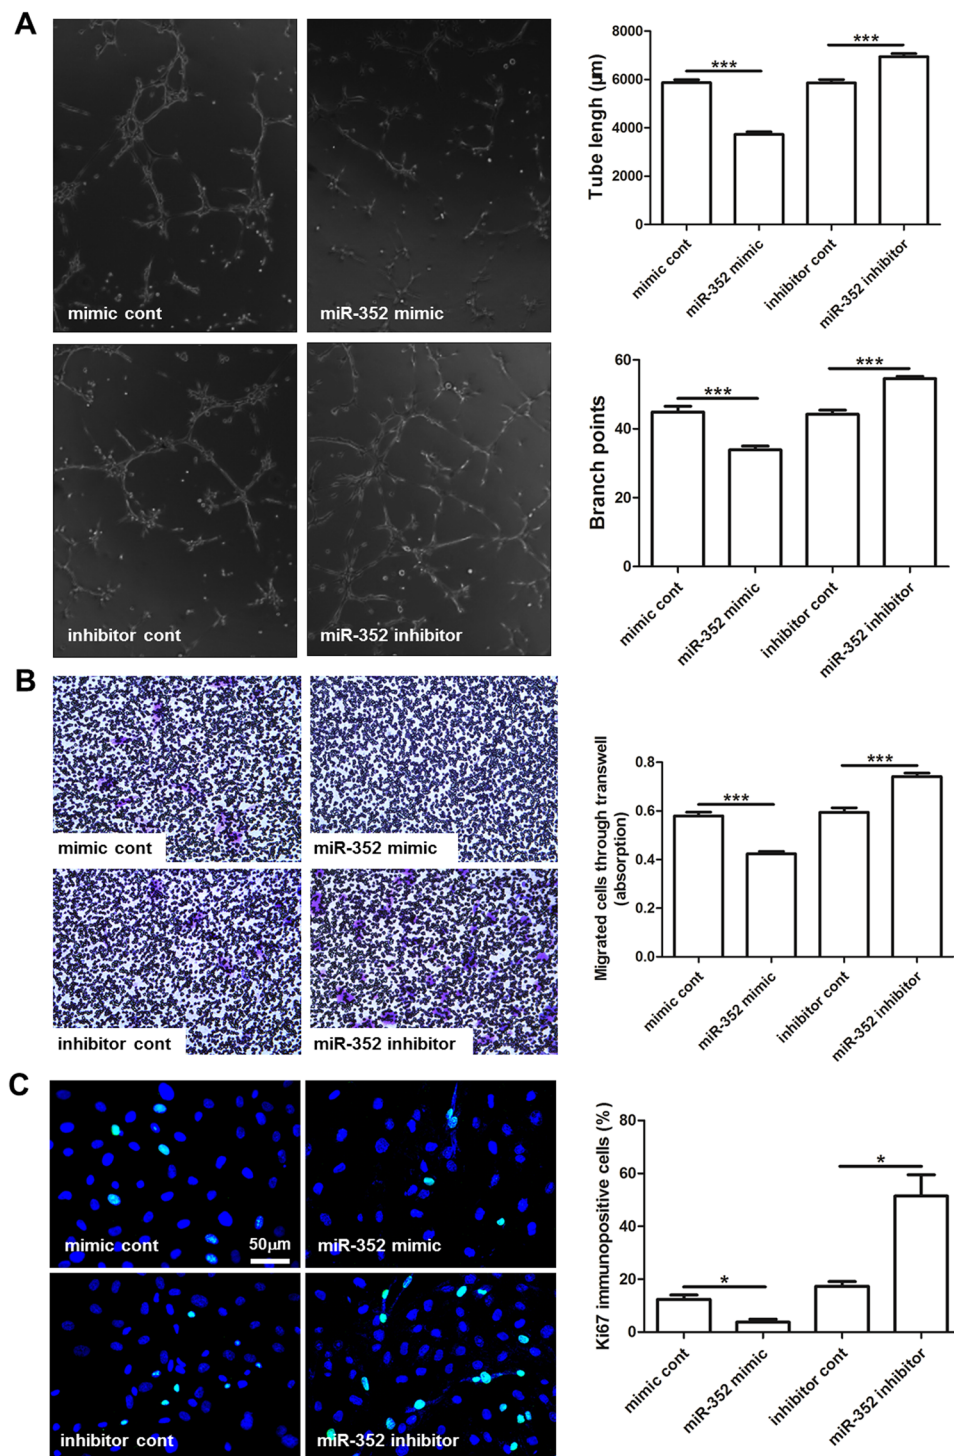 A
mimic cont
miR-352 mimic
inhibitor cont
miR-352 inhibitor
Tube lengh (µm)
8000
6000
4000
2000
0
***
***
mimic cont
miR-352 mimic
inhibitor cont
miR-352 inhibitor
Branch points
60
40
20
0
***
***
mimic cont
miR-352 mimic
inhibitor cont
miR-352 inhibitor
B
mimic cont
miR-352 mimic
inhibitor cont
miR-352 inhibitor
Migrated cells through transwell
(absorption)
0.8
0.6
0.4
0.2
0.0
***
***
mimic cont
miR-352 mimic
inhibitor cont
miR-352 inhibitor
C
mimic cont
50µm
miR-352 mimic
inhibitor cont
miR-352 inhibitor
Ki67 immunopositive cells (%)
80
60
40
20
0
*
*
mimic cont
miR-352 mimic
inhibitor cont
miR-352 inhibitor